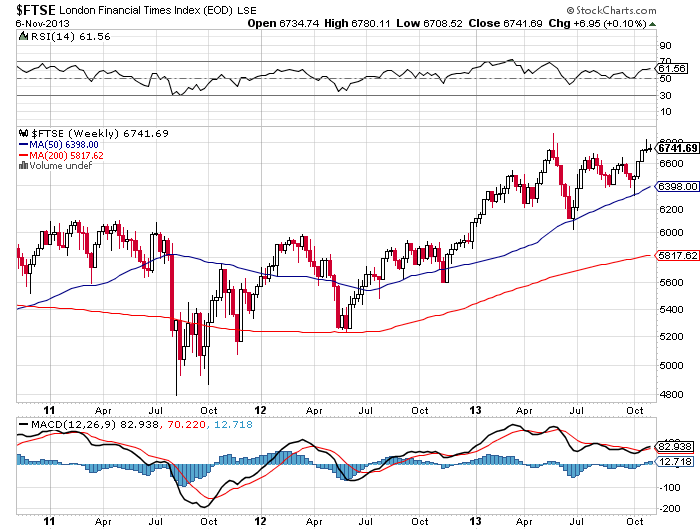 $FTSE London Financial Times Index (EOD) LSE © StockCharts.com
6-Nov-2013 Open 6734.74 High 6780.11 Low 6708.52 Close 6741.69 Chg +6.95 (+0.10%)
RSI(14) 61.56
90
70
61.56
50
30
10
$FTSE (Weekly) 6741.69
MA(50) 6398.00
MA(200) 5817.62
Volume undef
6800
6741.69
6398.00
6200
6000
5817.62
5600
5400
5200
5000
4800
11 Apr Jul Oct 12 Apr Jul Oct 13 Apr Jul Oct
MACD(12,26,9) 82.938, 70.220, 12.718
82.938
12.718
-100
-200
11 Apr Jul Oct 12 Apr Jul Oct 13 Apr Jul Oct